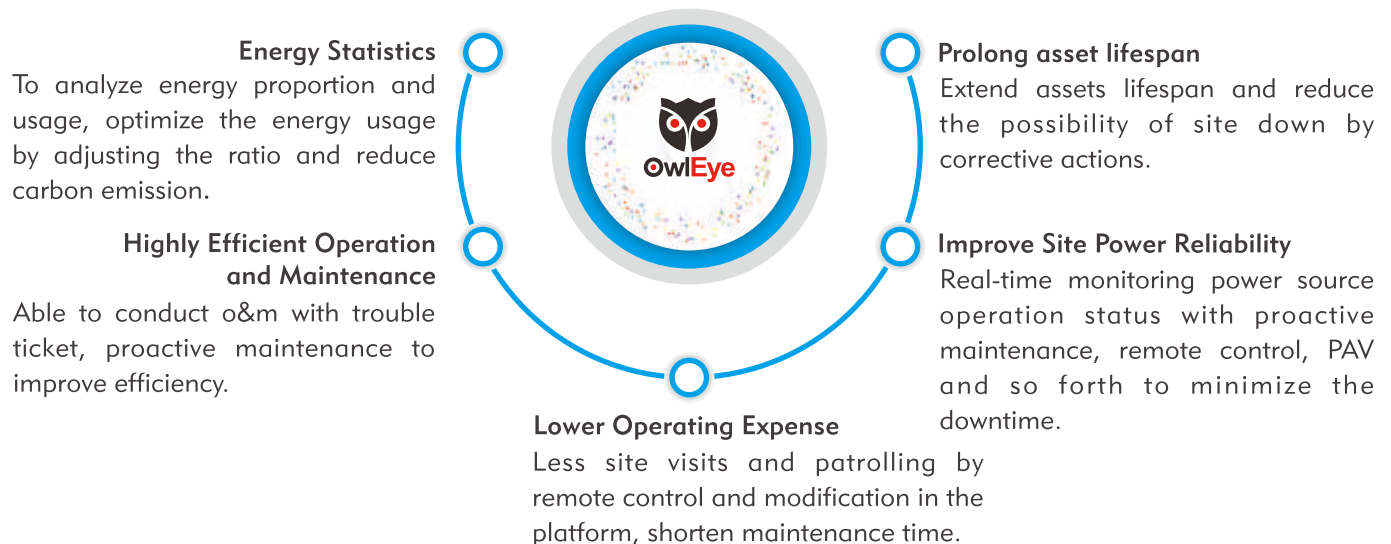 Energy Statistics
To analyze energy proportion and
usage, optimize the energy usage
by adjusting the ratio and reduce
carbon emission.
Highly Efficient Operation
and Maintenance
Able to conduct o&m with trouble
ticket, proactive maintenance to
improve efficiency.
OwlEye
Lower Operating Expense
Less site visits and patrolling by
remote control and modification in the
platform, shorten maintenance time.
Prolong asset lifespan
Extend assets lifespan and reduce
the possibility of site down by
corrective actions.
Improve Site Power Reliability
Real-time monitoring power source
operation status with proactive
maintenance, remote control, PAV
and so forth to minimize the
downtime.